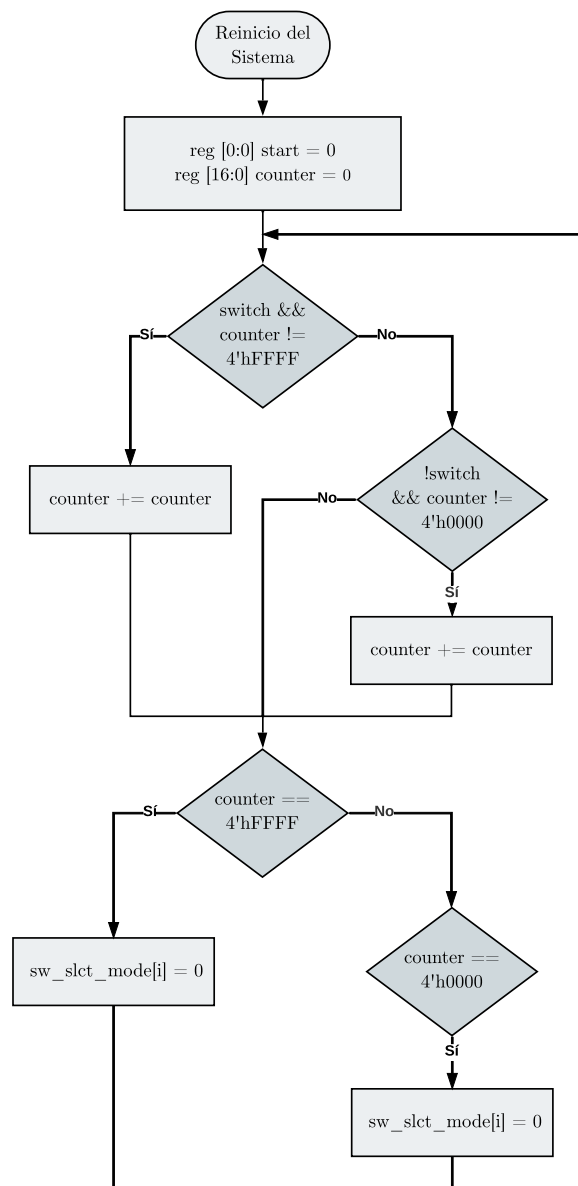 Reinicio del
Sistema
reg [0:0] start = 0
reg [16:0] counter = 0
switch &&
counter !=
4'hFFFF
Sí
No
counter += counter
!switch
&& counter !=
4'h0000
No
Sí
counter += counter
counter ==
4'hFFFF
Sí
No
sw_slct_mode[i] = 0
counter ==
4'h0000
Sí
sw_slct_mode[i] = 0